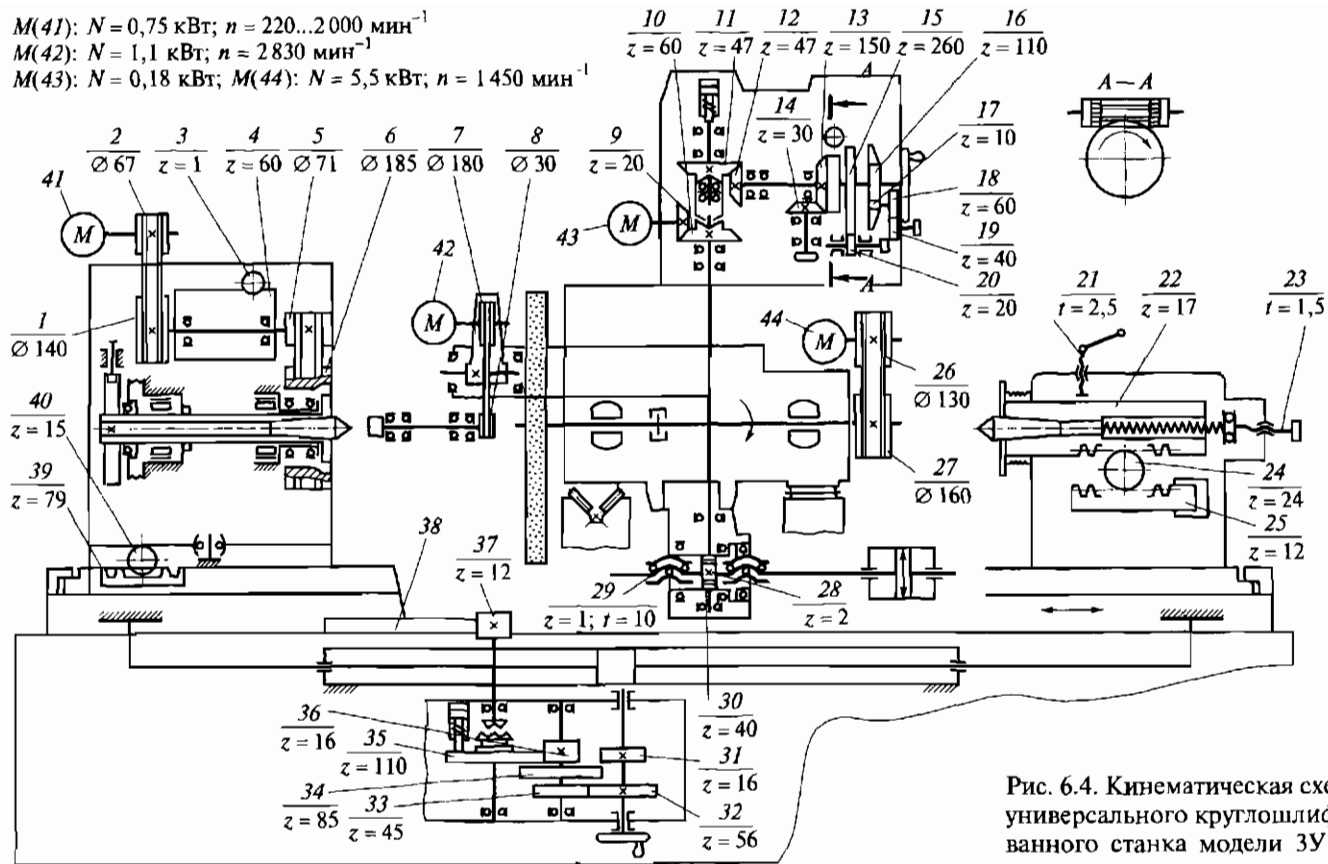 M(41): N = 0,75 кВт; n = 220...2 000 мин⁻¹
M(42): N = 1,1 кВт; n = 2 830 мин⁻¹
M(43): N = 0,18 кВт; M(44): N = 5,5 кВт; n = 1 450 мин⁻¹
10 z = 60
11 z = 47
12 z = 47
13 z = 150
15 z = 260
16 z = 110
A
A – A
14 z = 30
17 z = 10
2 Ø 67
3 z = 1
4 z = 60
5 Ø 71
6 Ø 185
7 Ø 180
8 Ø 30
9 z = 20
18 z = 60
41
M
43
M
19 z = 40
42
M
A
20 z = 20
21 t = 2,5
22 z = 17
23 t = 1,5
1 Ø 140
44
M
26 Ø 130
40 z = 15
27 Ø 160
24 z = 24
39 z = 79
25 z = 12
38
37 z = 12
29 z = 1; t = 10
28 z = 2
30 z = 40
36 z = 16
35 z = 110
31 z = 16
34 z = 85
33 z = 45
32 z = 56
Рис. 6.4. Кинематическая схе
универсального круглошлиф
ванного станка модели 3У